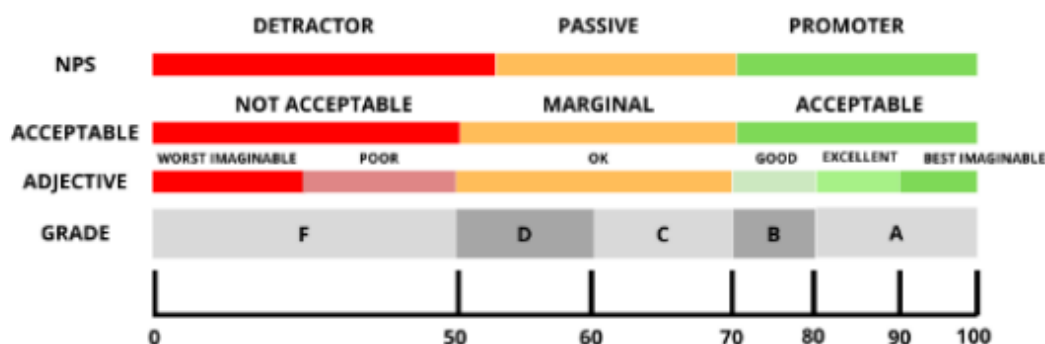 DETRACTOR PASSIVE PROMOTER
NPS
NOT ACCEPTABLE MARGINAL ACCEPTABLE
ACCEPTABLE
WORST IMAGINABLE POOR OK GOOD EXCELLENT BEST IMAGINABLE
ADJECTIVE
GRADE F D C B A
0 50 60 70 80 90 100